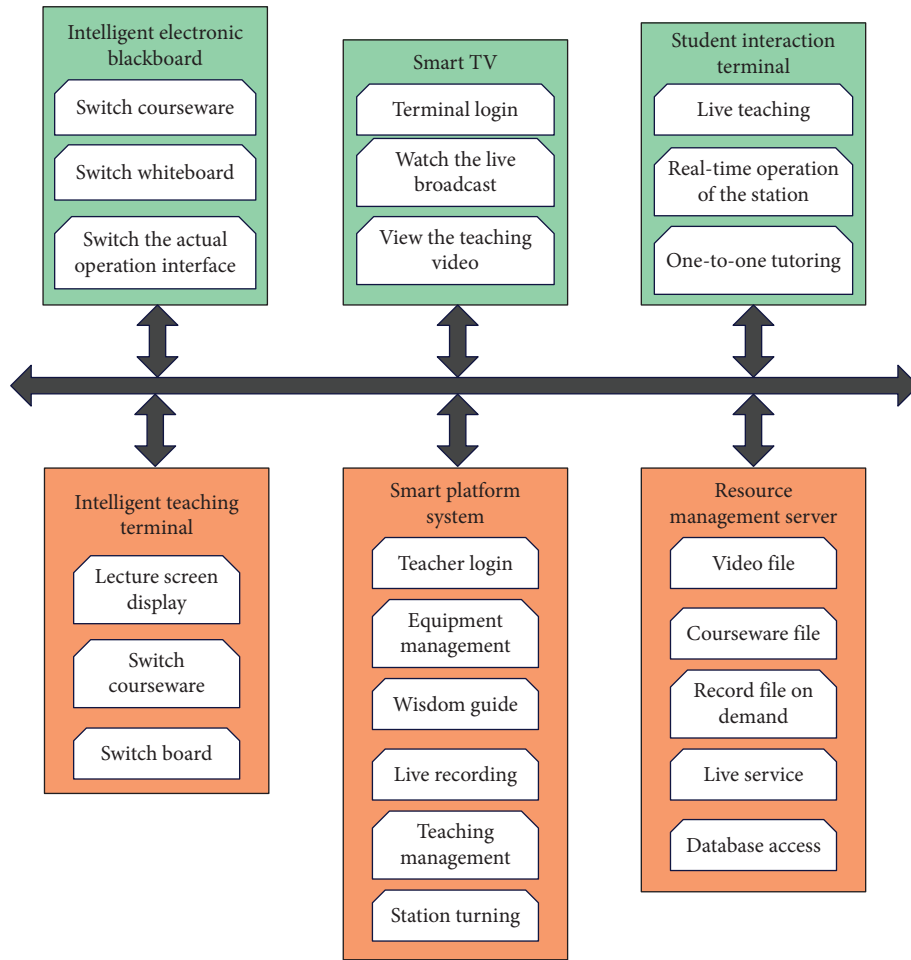 Intelligent electronic
blackboard
Switch courseware
Switch whiteboard
Switch the actual
operation interface
Smart TV
Terminal login
Watch the live
broadcast
View the teaching
video
Student interaction
terminal
Live teaching
Real-time operation
of the station
One-to-one tutoring
Intelligent teaching
terminal
Lecture screen
display
Switch
courseware
Switch board
Smart platform
system
Teacher login
Equipment
management
Wisdom guide
Live recording
Teaching
management
Station turning
Resource
management server
Video file
Courseware file
Record file on
demand
Live service
Database access